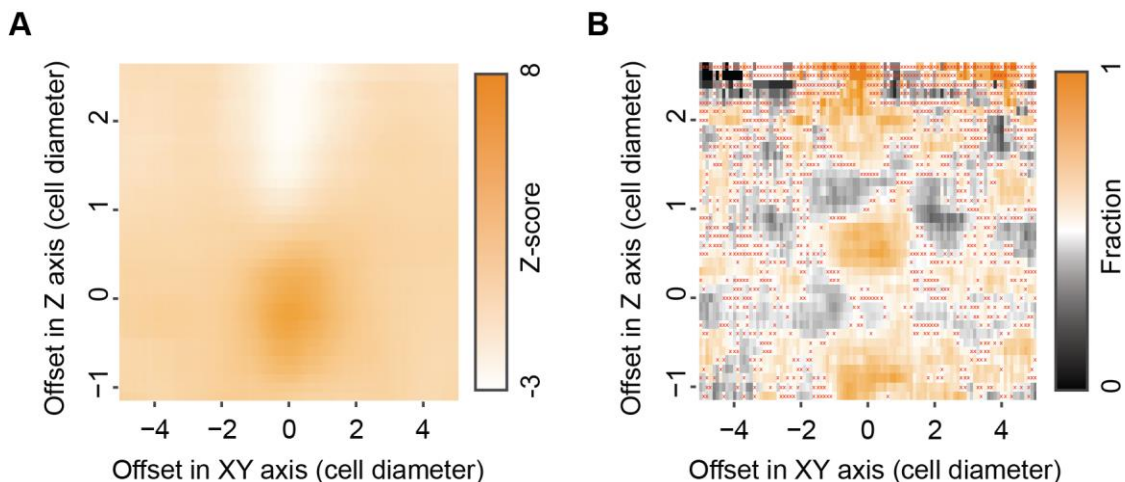 A
B
Offset in Z axis (cell diameter)
2
1
0
−1
−4
−2
0
2
4
Offset in XY axis (cell diameter)
8
Z-score
-3
Offset in Z axis (cell diameter)
2
1
0
−1
−4
−2
0
2
4
Offset in XY axis (cell diameter)
1
Fraction
0